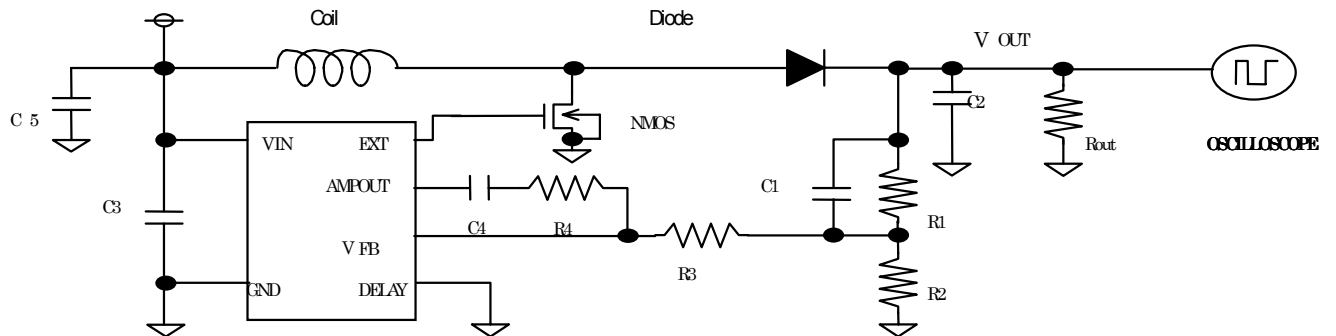 Coil
Diode
V OUT
C 5
C2
NMOS
VIN
EXT
Rout
OSCILLOSCOPE
AMPOUT
C1
C3
C4
R4
R1
V FB
R3
R2
GND
DELAY